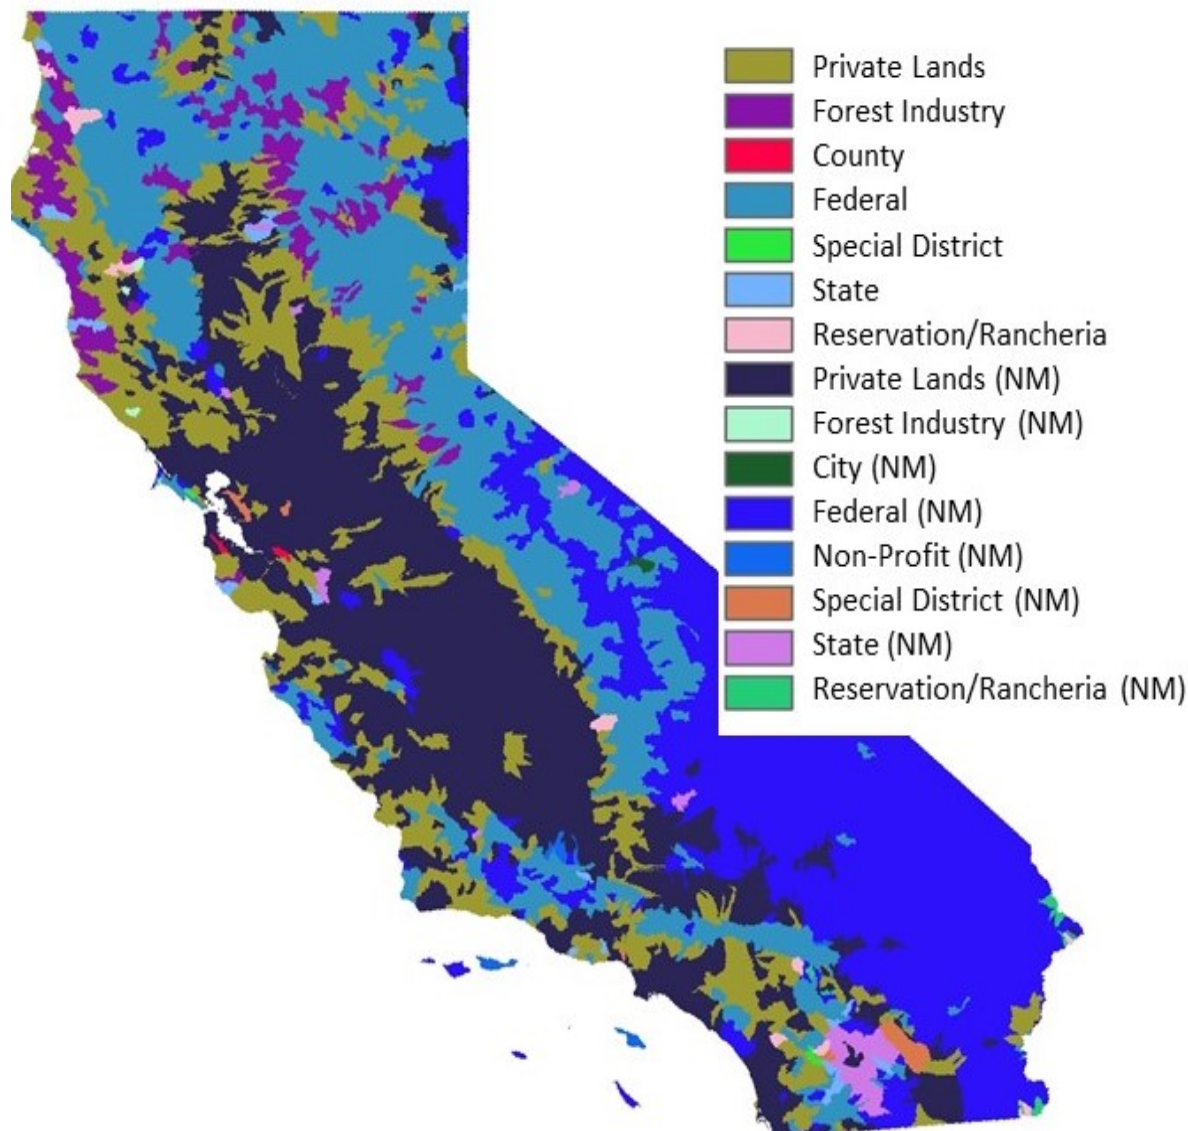 Private Lands
Forest Industry
County
Federal
Special District
State
Reservation/Rancheria
Private Lands (NM)
Forest Industry (NM)
City (NM)
Federal (NM)
Non-Profit (NM)
Special District (NM)
State (NM)
Reservation/Rancheria (NM)